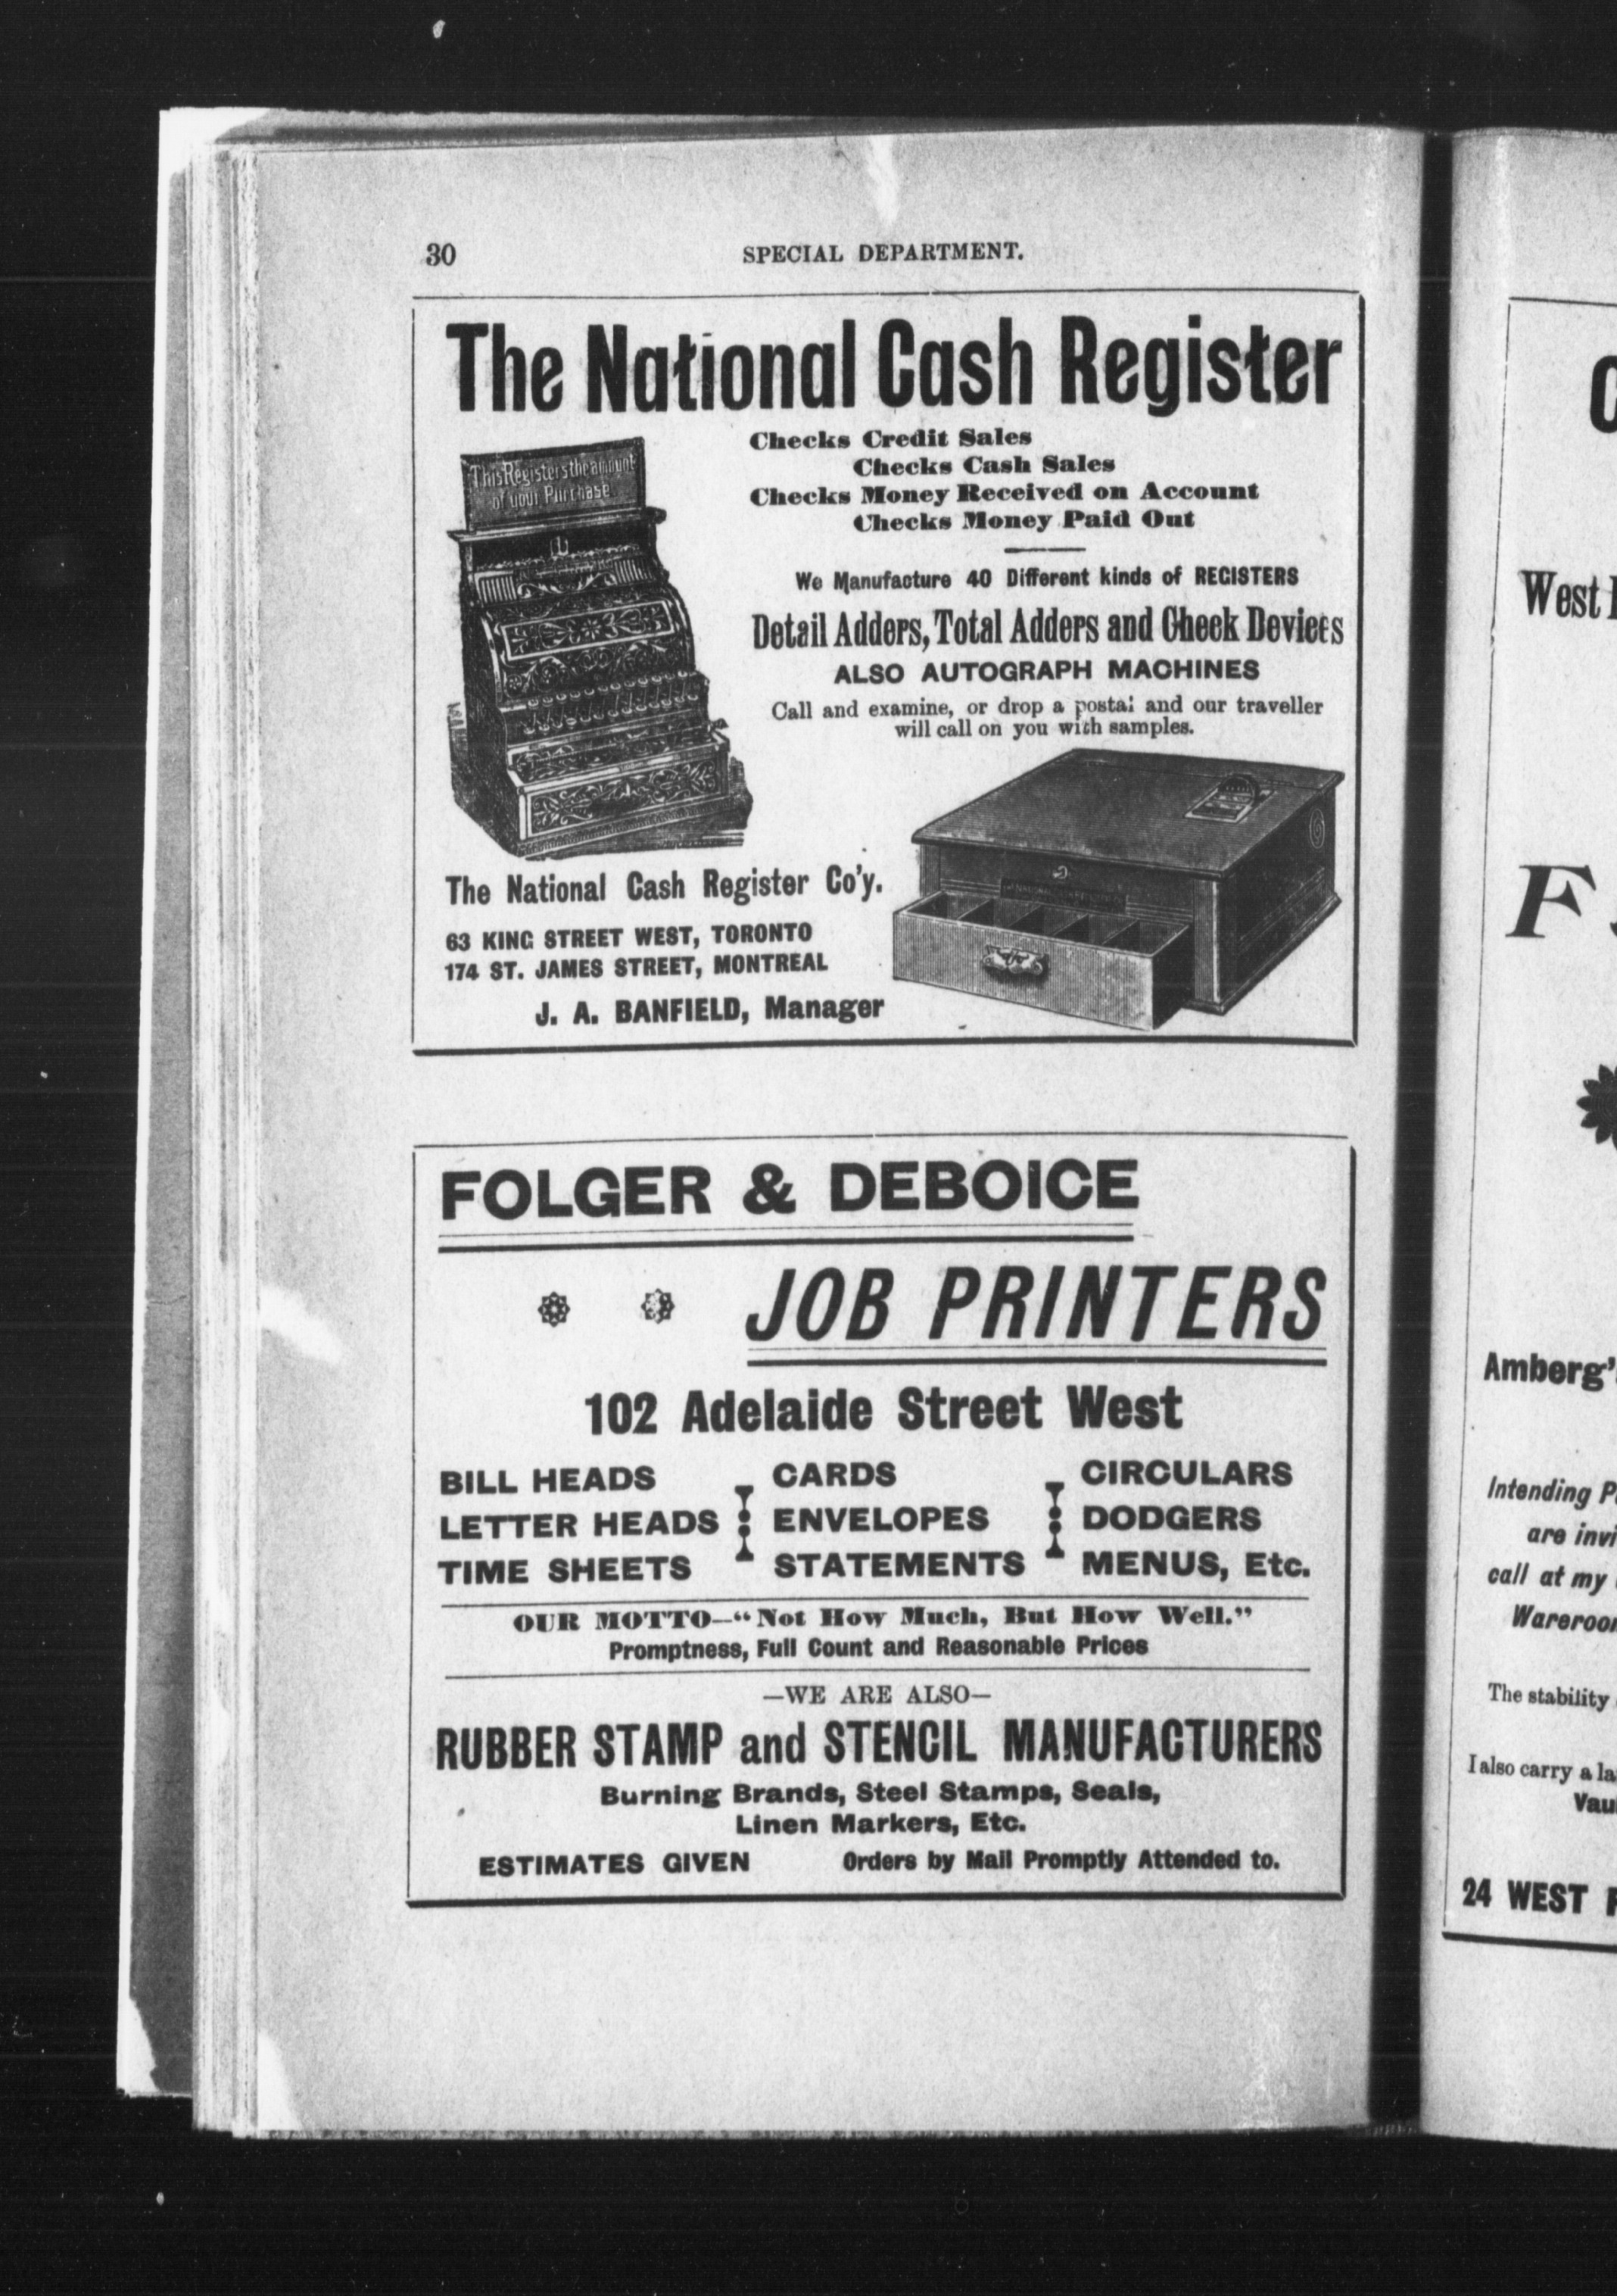 30
SPECIAL DEPARTMENT.
The National Cash Register
This Registers the amount
of your Purchase
Checks Credit Sales
Checks Cash Sales
Checks Money Received on Account
Checks Money Paid Out
We Manufacture 40 Different kinds of REGISTERS
Detail Adders, Total Adders and Check Devices
ALSO AUTOGRAPH MACHINES
Call and examine, or drop a postal and our traveller
will call on you with samples.
The National Cash Register Co'y.
63 KING STREET WEST, TORONTO
174 ST. JAMES STREET, MONTREAL
J. A. BANFIELD, Manager
FOLGER & DEBOICE
JOB PRINTERS
102 Adelaide Street West
BILL HEADS CARDS CIRCULARS
LETTER HEADS ENVELOPES DODGERS
TIME SHEETS STATEMENTS MENUS, Etc.
OUR MOTTO—"Not How Much, But How Well."
Promptness, Full Count and Reasonable Prices
—WE ARE ALSO—
RUBBER STAMP and STENCIL MANUFACTURERS
Burning Brands, Steel Stamps, Seals,
Linen Markers, Etc.
ESTIMATES GIVEN Orders by Mail Promptly Attended to.
West
F
Amberg's
Intending
are
call at my
The stability
I also carry a
24 WEST